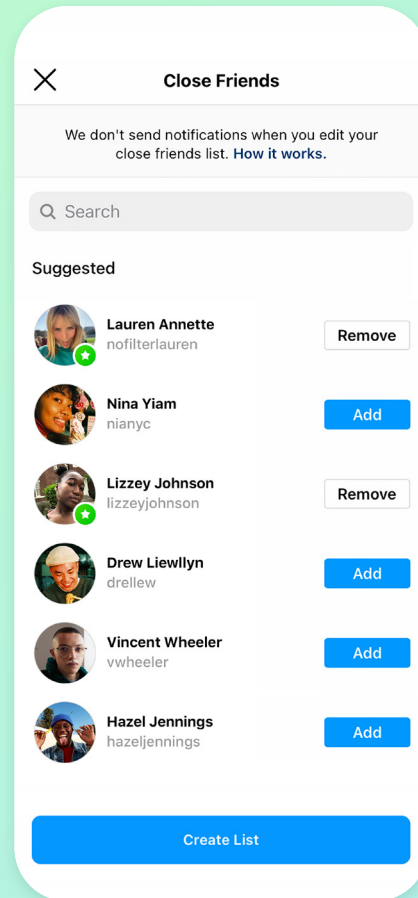 Close Friends
We don't send notifications when you edit your
close friends list. How it works.
Search
Suggested
Lauren Annette
nofilterlauren
Remove
Nina Yiam
nianyc
Add
Lizzey Johnson
lizzeyjohnson
Remove
Drew Liewllyn
drellew
Add
Vincent Wheeler
vwheeler
Add
Hazel Jennings
hazeljennings
Add
Create List